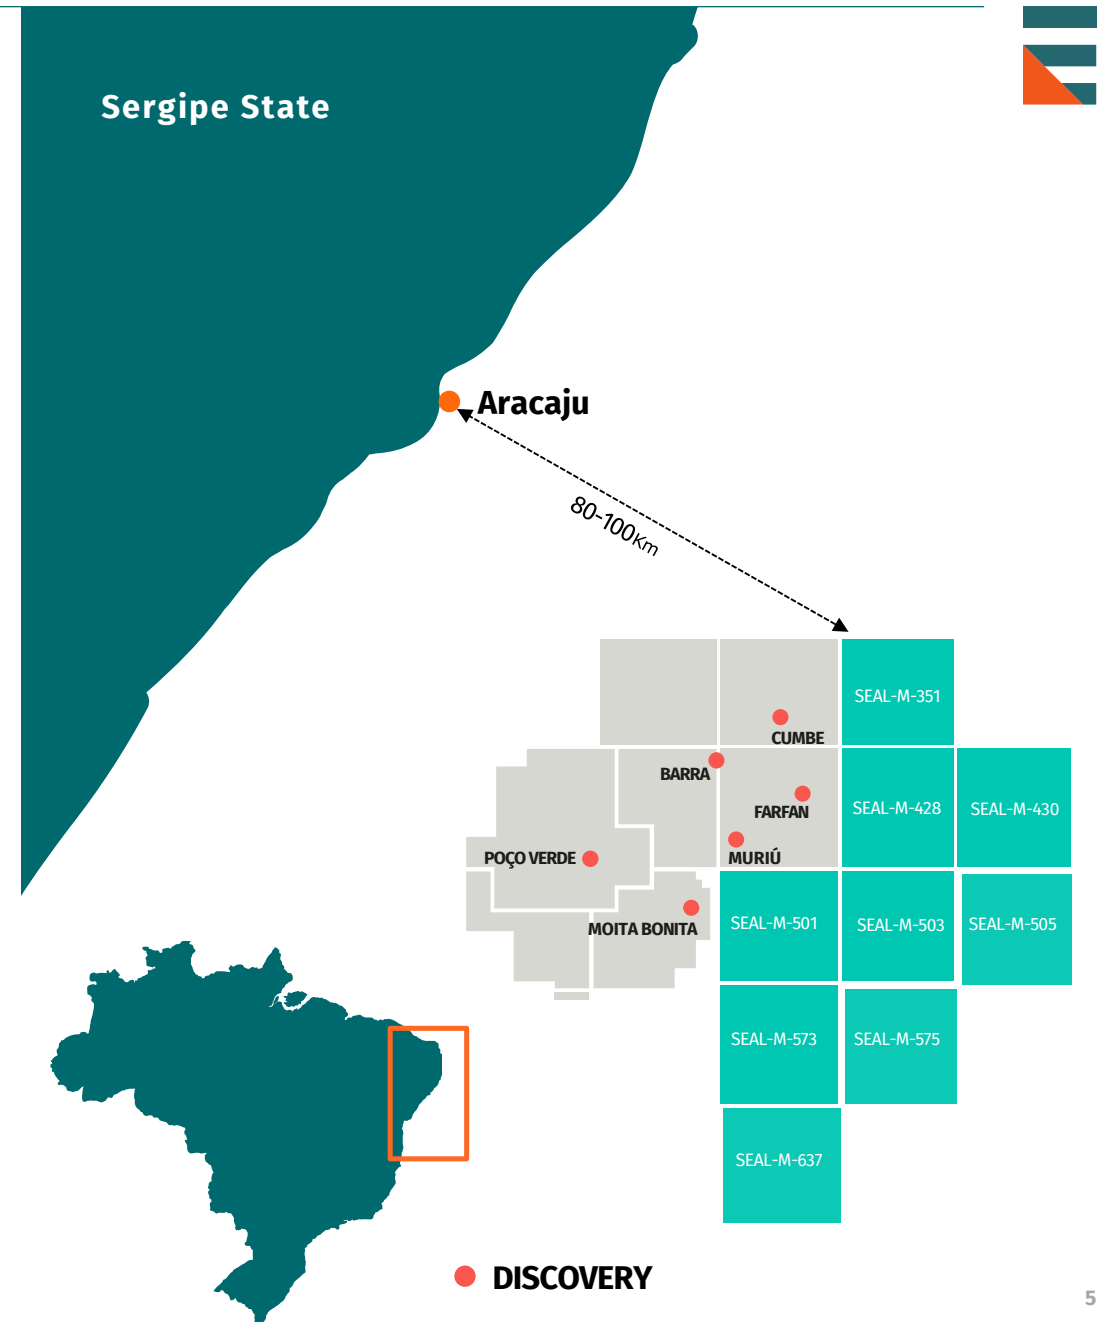 Sergipe State
Aracaju
80-100Km
SEAL-M-351
CUMBE
BARRA
FARFAN
SEAL-M-428
SEAL-M-430
POÇO VERDE
MURIÚ
MOITA BONITA
SEAL-M-501
SEAL-M-503
SEAL-M-505
SEAL-M-573
SEAL-M-575
SEAL-M-637
DISCOVERY
5